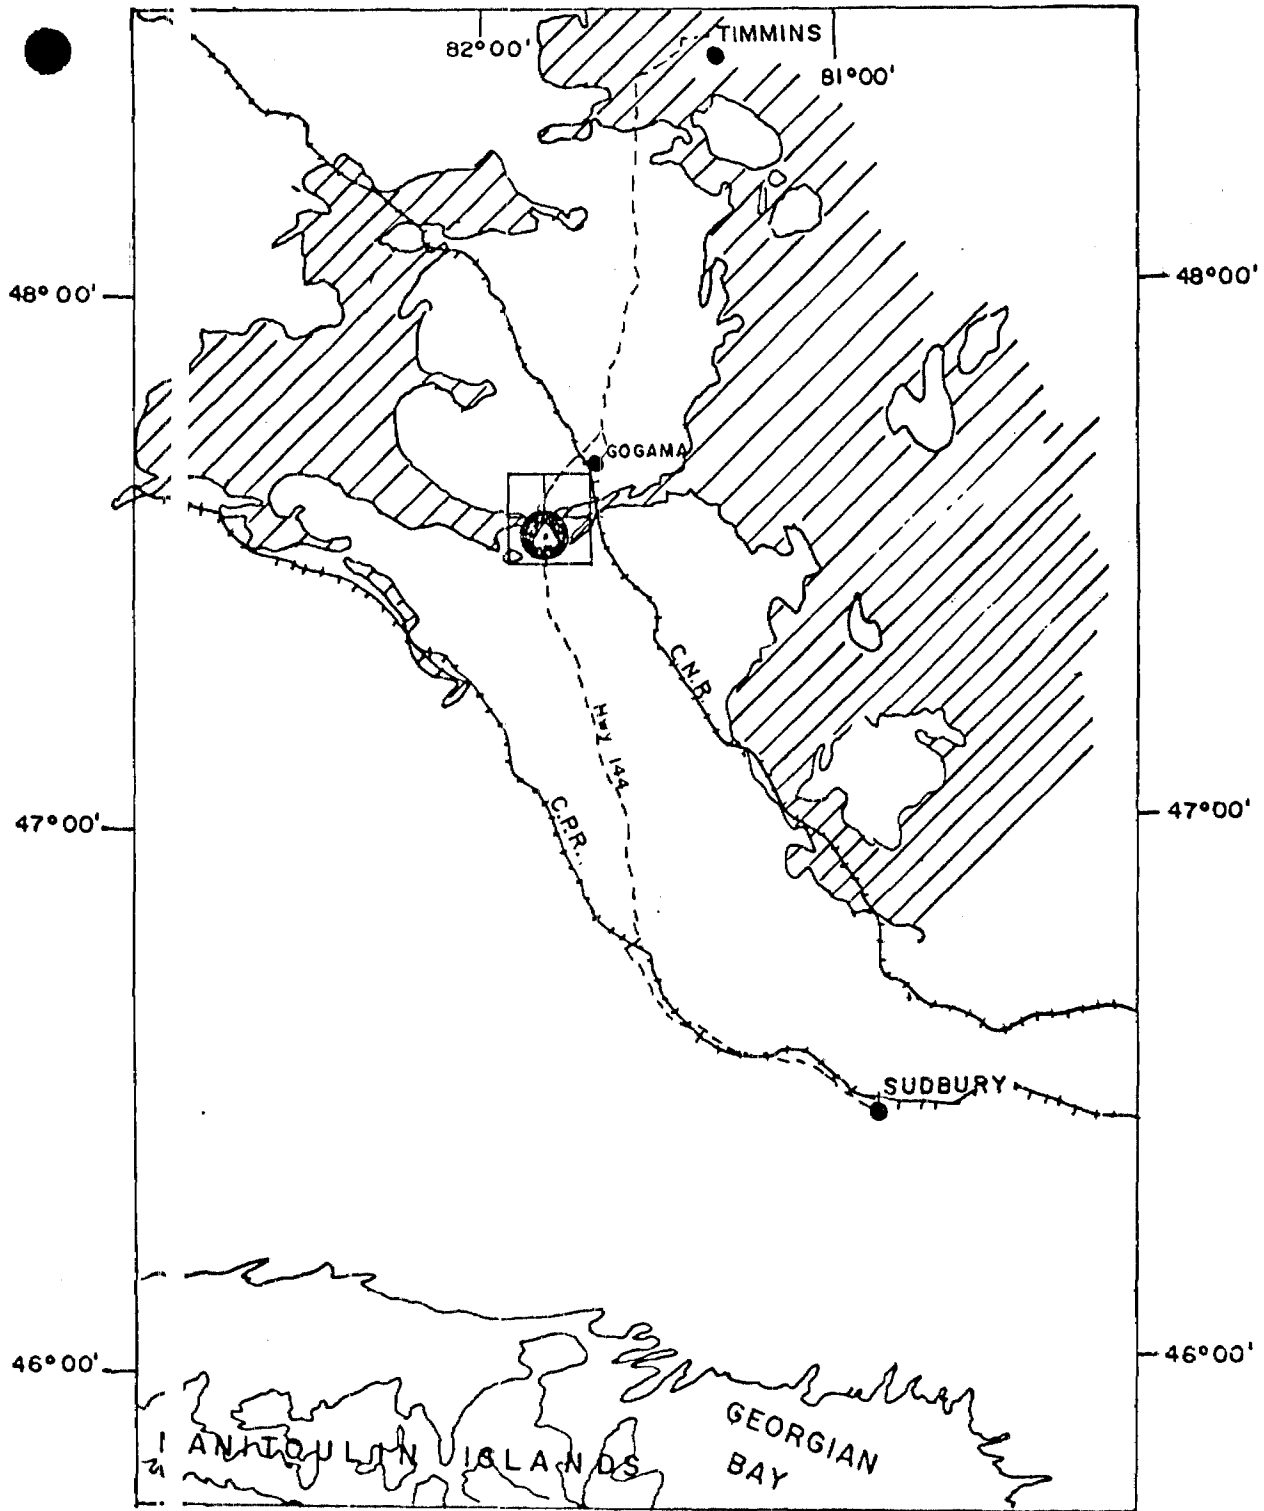 TIMMINS
82°00'
81°00'
48°00'
48°00'
GOGAMA
C.N.R.
Hwy 144
C.P.R.
47°00'
47°00'
SUDBURY
46°00'
46°00'
ANITOULIN ISLANDS
GEORGIAN
BAY